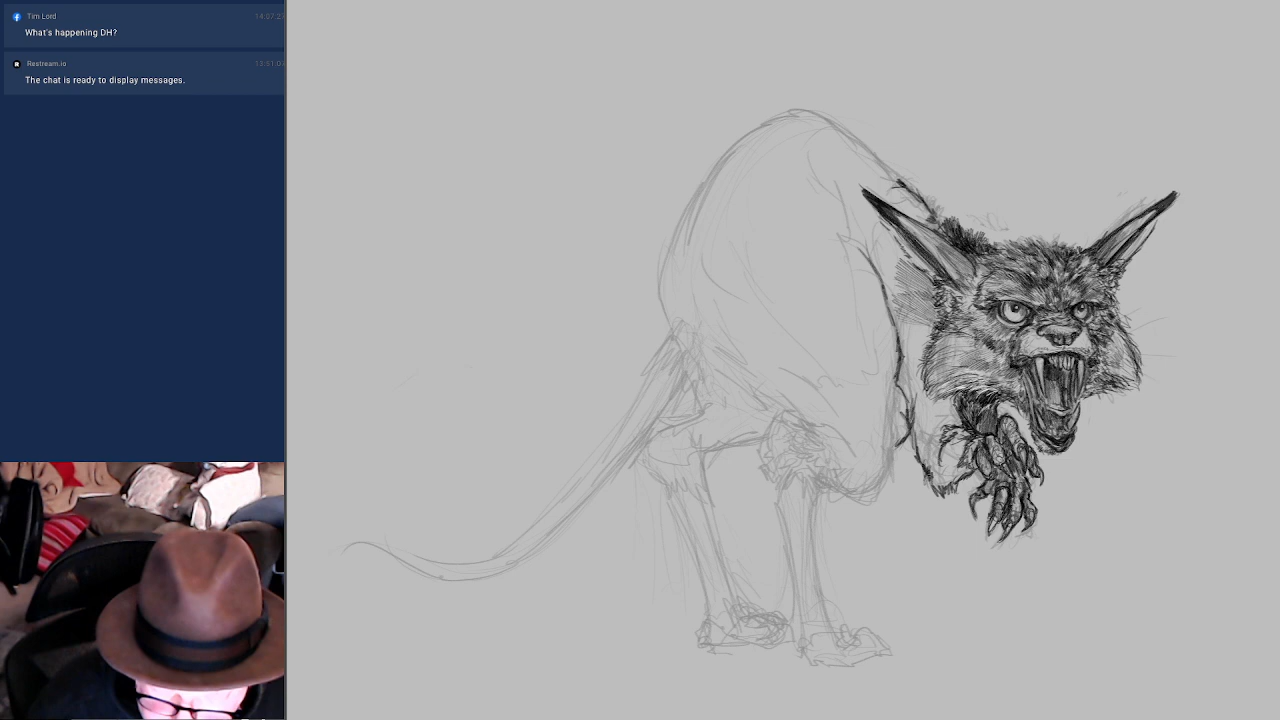 Tim Lord
What's happening DH?
Restream.io
The chat is ready to display messages.